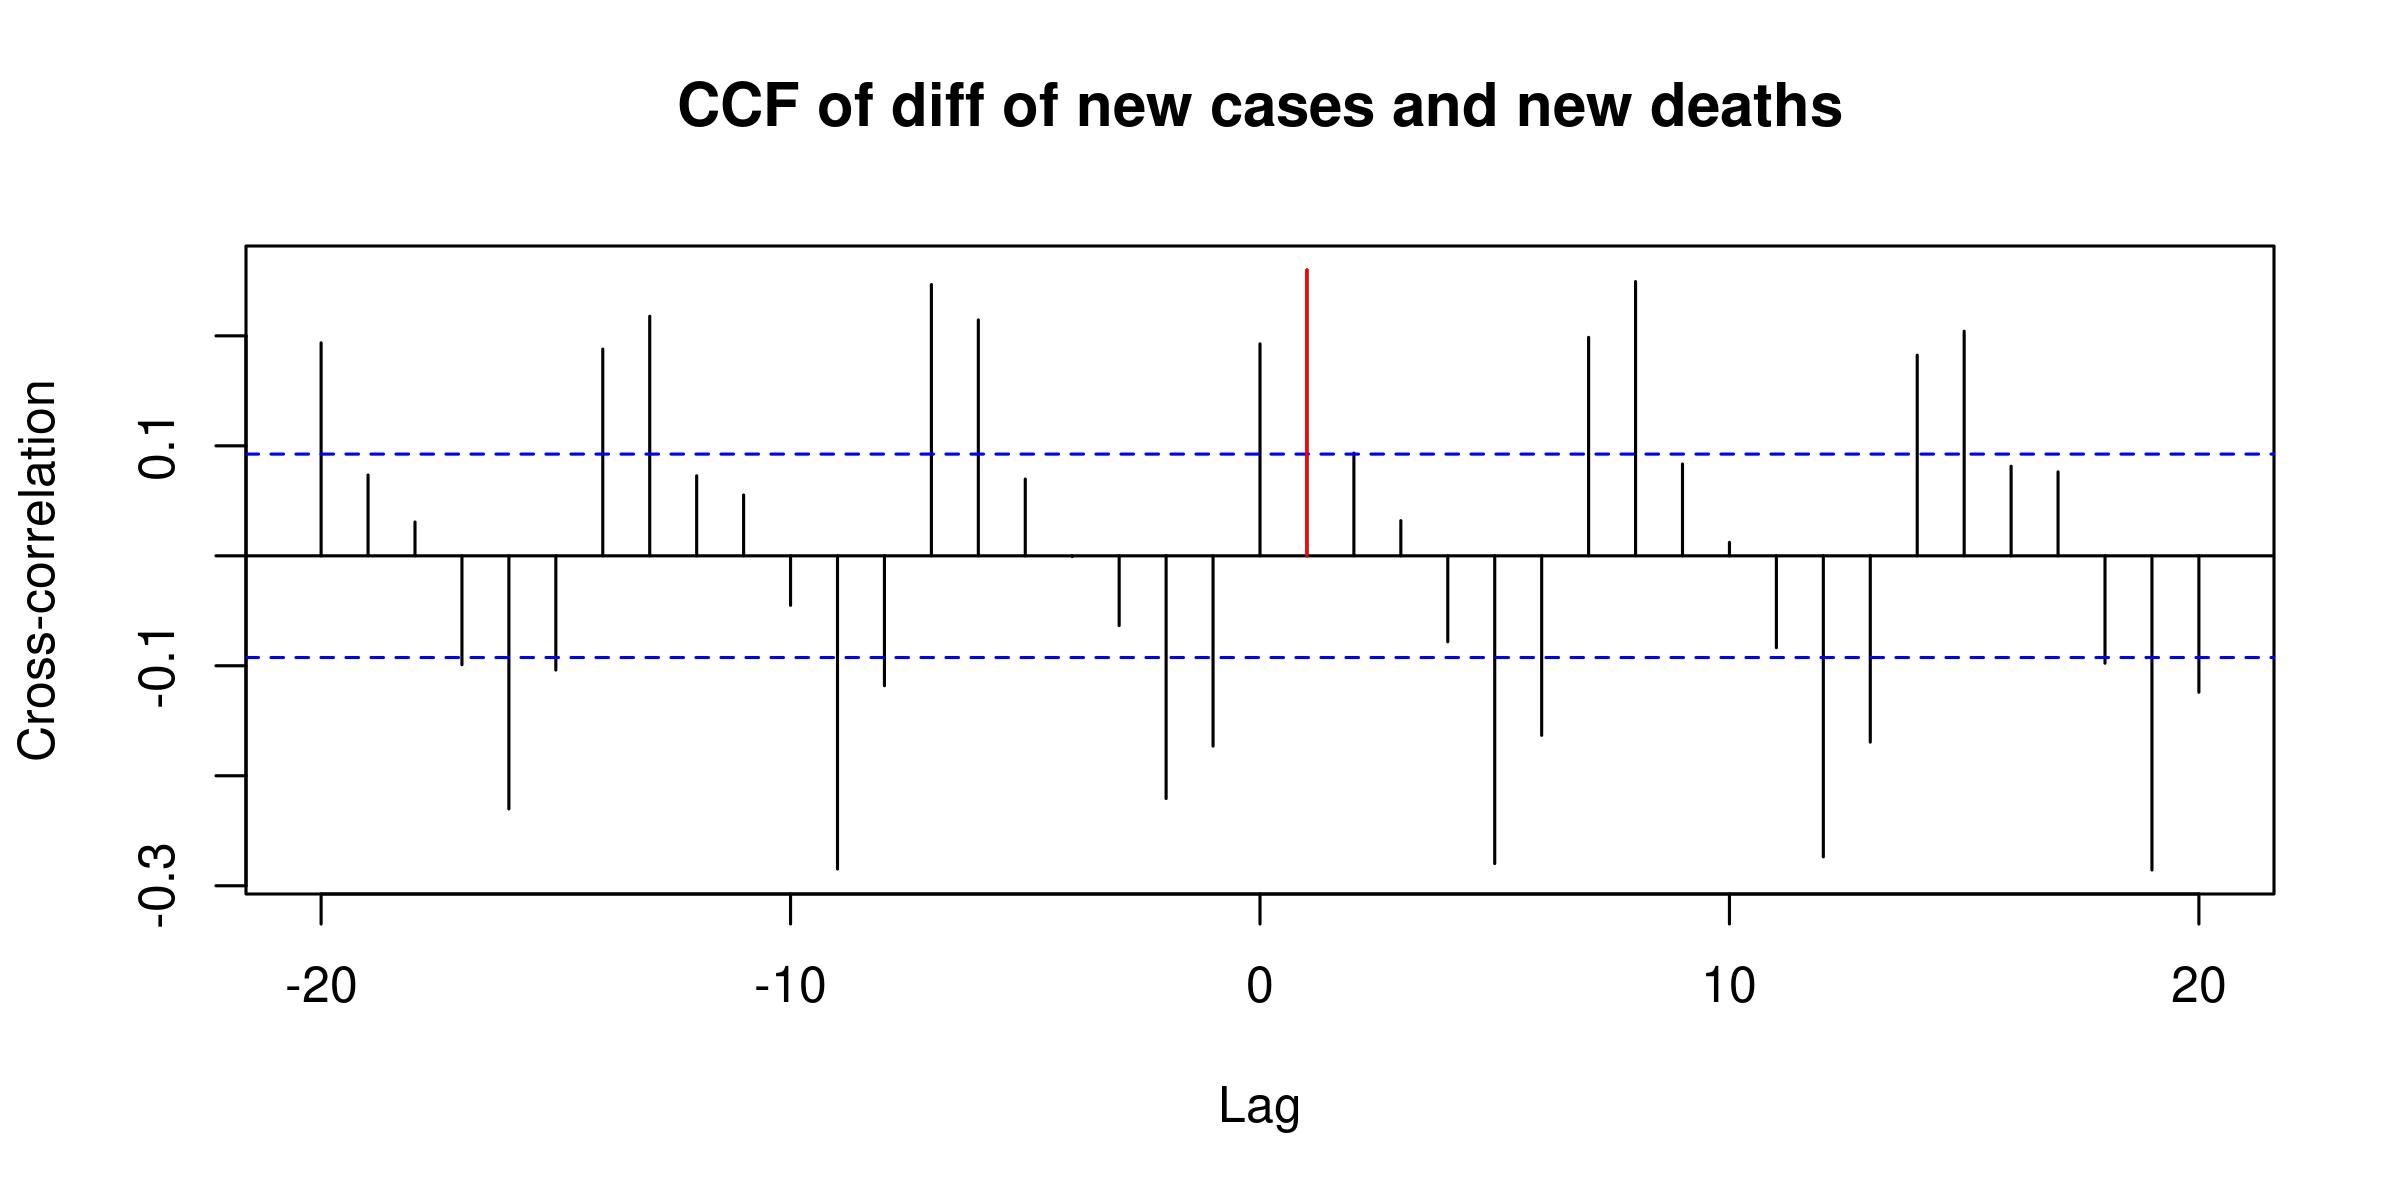 CCF of diff of new cases and new deaths
Cross-correlation
0.1
-0.1
-0.3
-20 -10 0 10 20
Lag